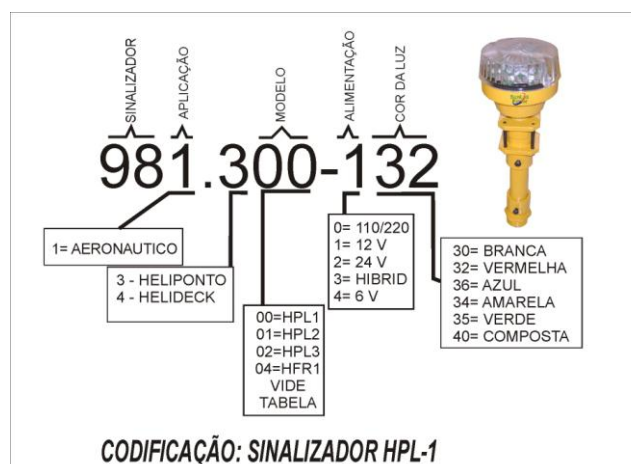 SINALIZADOR
APLICAÇÃO
MODELO
ALIMENTAÇÃO
COR DA LUZ
981.300-132
1= AERONAUTICO
3 - HELIPONTO
4 - HELIDECK
00=HPL1
01=HPL2
02=HPL3
04=HFR1
VIDE
TABELA
0= 110/220
1= 12 V
2= 24 V
3= HIBRID
4= 6 V
30= BRANCA
32= VERMELHA
36= AZUL
34= AMARELA
35= VERDE
40= COMPOSTA
CODIFICAÇÃO: SINALIZADOR HPL-1